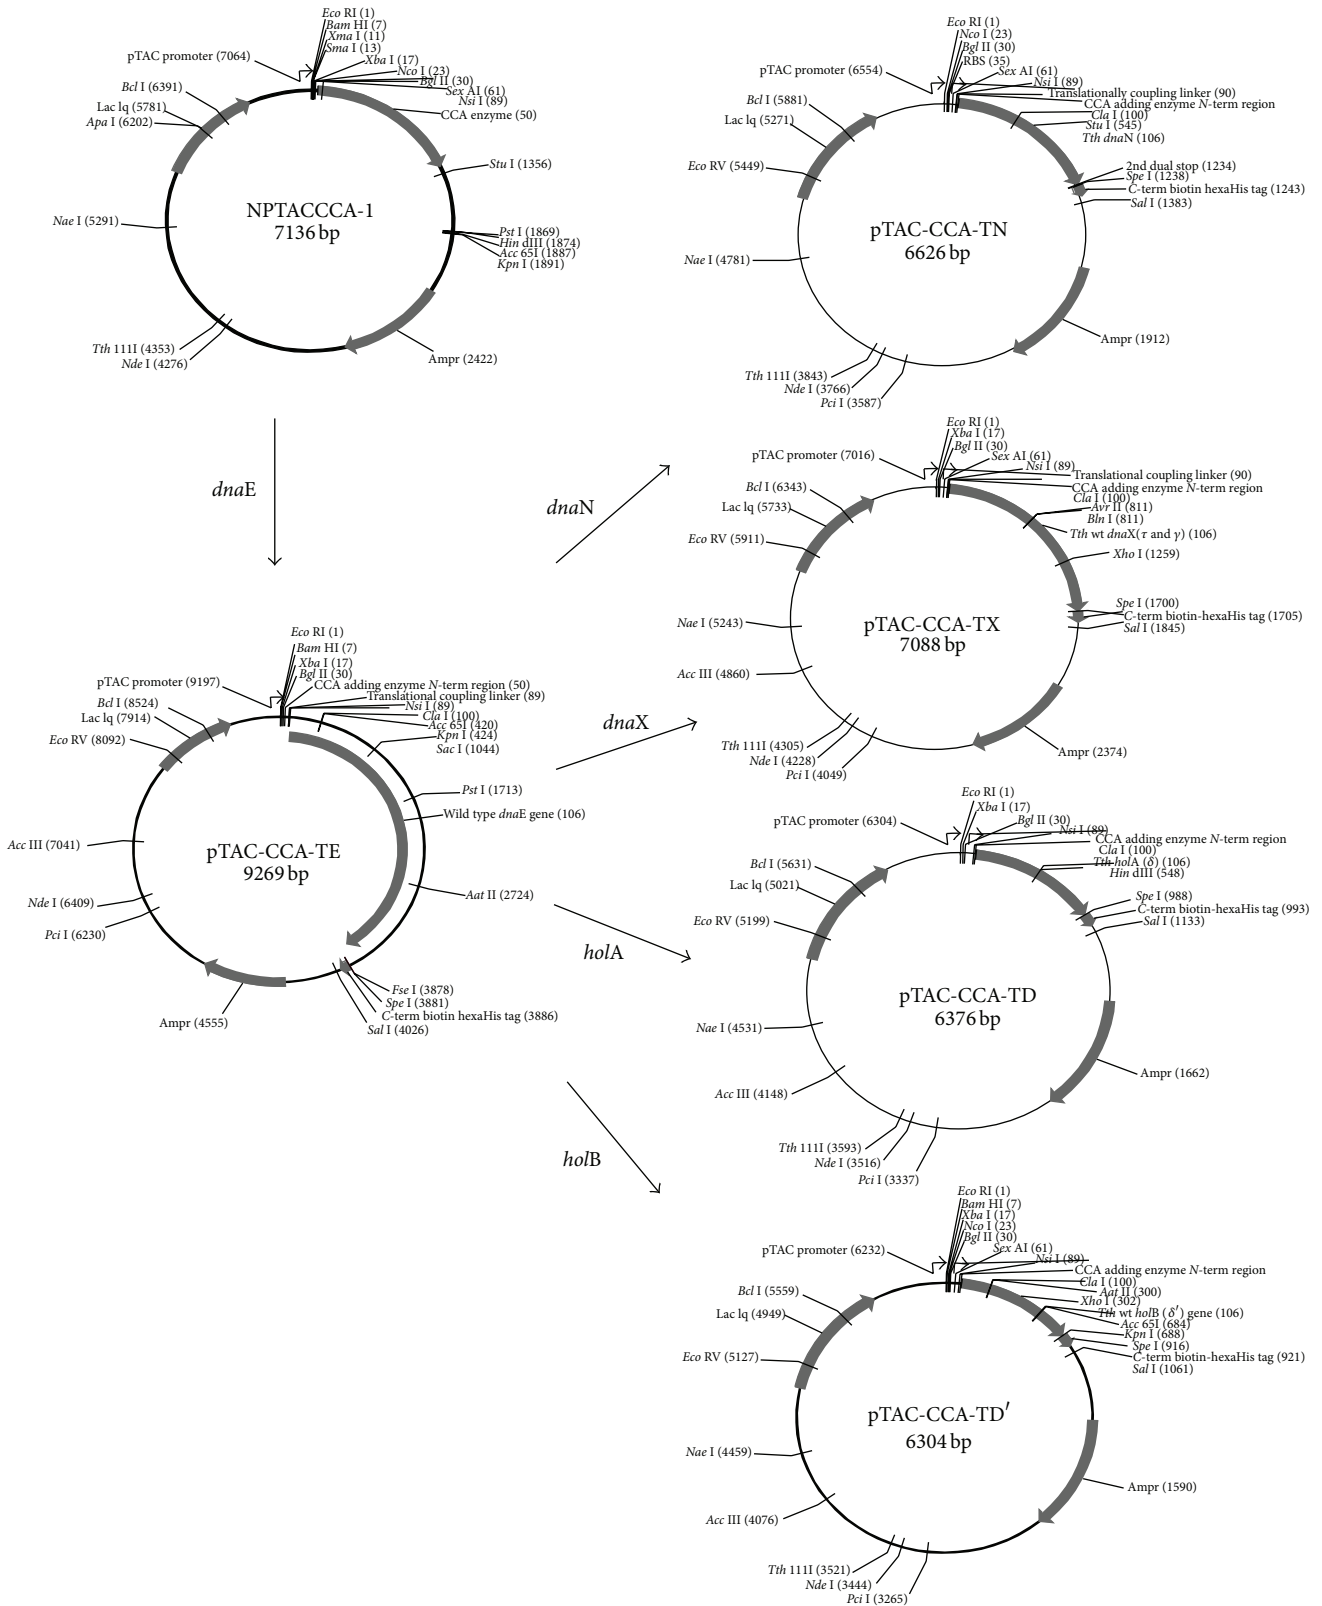 Eco RI (1)
Bam HI (7)
Xma I (11)
Sma I (13)
pTAC promoter (7064)
Xba I (17)
Nco I (23)
Bgl II (30)
Sex AI (61)
Nsi I (89)
CCA enzyme (50)
Bcl I (6391)
Lac lq (5781)
Apa I (6202)
Stu I (1356)
NPTACCCA-1
7136 bp
Nae I (5291)
Pst I (1869)
Hin dIII (1874)
Acc 65I (1887)
Kpn I (1891)
Tth 111I (4353)
Nde I (4276)
Ampr (2422)
dnaE
Eco RI (1)
Bam HI (7)
Xba I (17)
Bgl II (30)
pTAC promoter (9197)
CCA adding enzyme N-term region (50)
Translational coupling linker (89)
Nsi I (89)
Cla I (100)
Acc 65I (420)
Kpn I (424)
Sac I (1044)
Bcl I (8524)
Lac lq (7914)
Eco RV (8092)
Pst I (1713)
Wild type dnaE gene (106)
pTAC-CCA-TE
9269 bp
Acc III (7041)
Aat II (2724)
Nde I (6409)
Pci I (6230)
Fse I (3878)
Spe I (3881)
C-term biotin hexaHis tag (3886)
Sal I (4026)
Ampr (4555)
dnaN
dnaX
holA
holB
Eco RI (1)
Nco I (23)
Bgl II (30)
RBS (35)
pTAC promoter (6554)
Sex AI (61)
Nsi I (89)
Translationally coupling linker (90)
CCA adding enzyme N-term region
Cla I (100)
Stu I (545)
Tth dnaN (106)
Bcl I (5881)
Lac lq (5271)
Eco RV (5449)
2nd dual stop (1234)
Spe I (1238)
C-term biotin hexaHis tag (1243)
Sal I (1383)
pTAC-CCA-TN
6626 bp
Nae I (4781)
Ampr (1912)
Tth 111I (3843)
Nde I (3766)
Pci I (3587)
Eco RI (1)
Xba I (17)
Bgl II (30)
pTAC promoter (7016)
Sex AI (61)
Nsi I (89)
Translational coupling linker (90)
CCA adding enzyme N-term region
Cla I (100)
Avr II (811)
Bln I (811)
Tth wt dnaX(τ and γ) (106)
Xho I (1259)
Bcl I (6343)
Lac lq (5733)
Eco RV (5911)
Spe I (1700)
C-term biotin-hexaHis tag (1705)
Sal I (1845)
pTAC-CCA-TX
7088 bp
Nae I (5243)
Acc III (4860)
Tth 111I (4305)
Nde I (4228)
Pci I (4049)
Ampr (2374)
Eco RI (1)
Xba I (17)
pTAC promoter (6304)
Bgl II (30)
Nsi I (89)
CCA adding enzyme N-term region
Cla I (100)
Tth holA (δ) (106)
Hin dIII (548)
Bcl I (5631)
Lac lq (5021)
Eco RV (5199)
Spe I (988)
C-term biotin-hexaHis tag (993)
Sal I (1133)
pTAC-CCA-TD
6376 bp
Nae I (4531)
Acc III (4148)
Ampr (1662)
Tth 111I (3593)
Nde I (3516)
Pci I (3337)
Eco RI (1)
Bam HI (7)
Xba I (17)
Nco I (23)
Bgl II (30)
pTAC promoter (6232)
Sex AI (61)
Nsi I (89)
CCA adding enzyme N-term region
Cla I (100)
Aat II (300)
Xho I (302)
Tth wt holB (δ′) gene (106)
Acc 65I (684)
Kpn I (688)
Spe I (916)
C-term biotin-hexaHis tag (921)
Sal I (1061)
Bcl I (5559)
Lac lq (4949)
Eco RV (5127)
pTAC-CCA-TD′
6304 bp
Nae I (4459)
Acc III (4076)
Ampr (1590)
Tth 111I (3521)
Nde I (3444)
Pci I (3265)